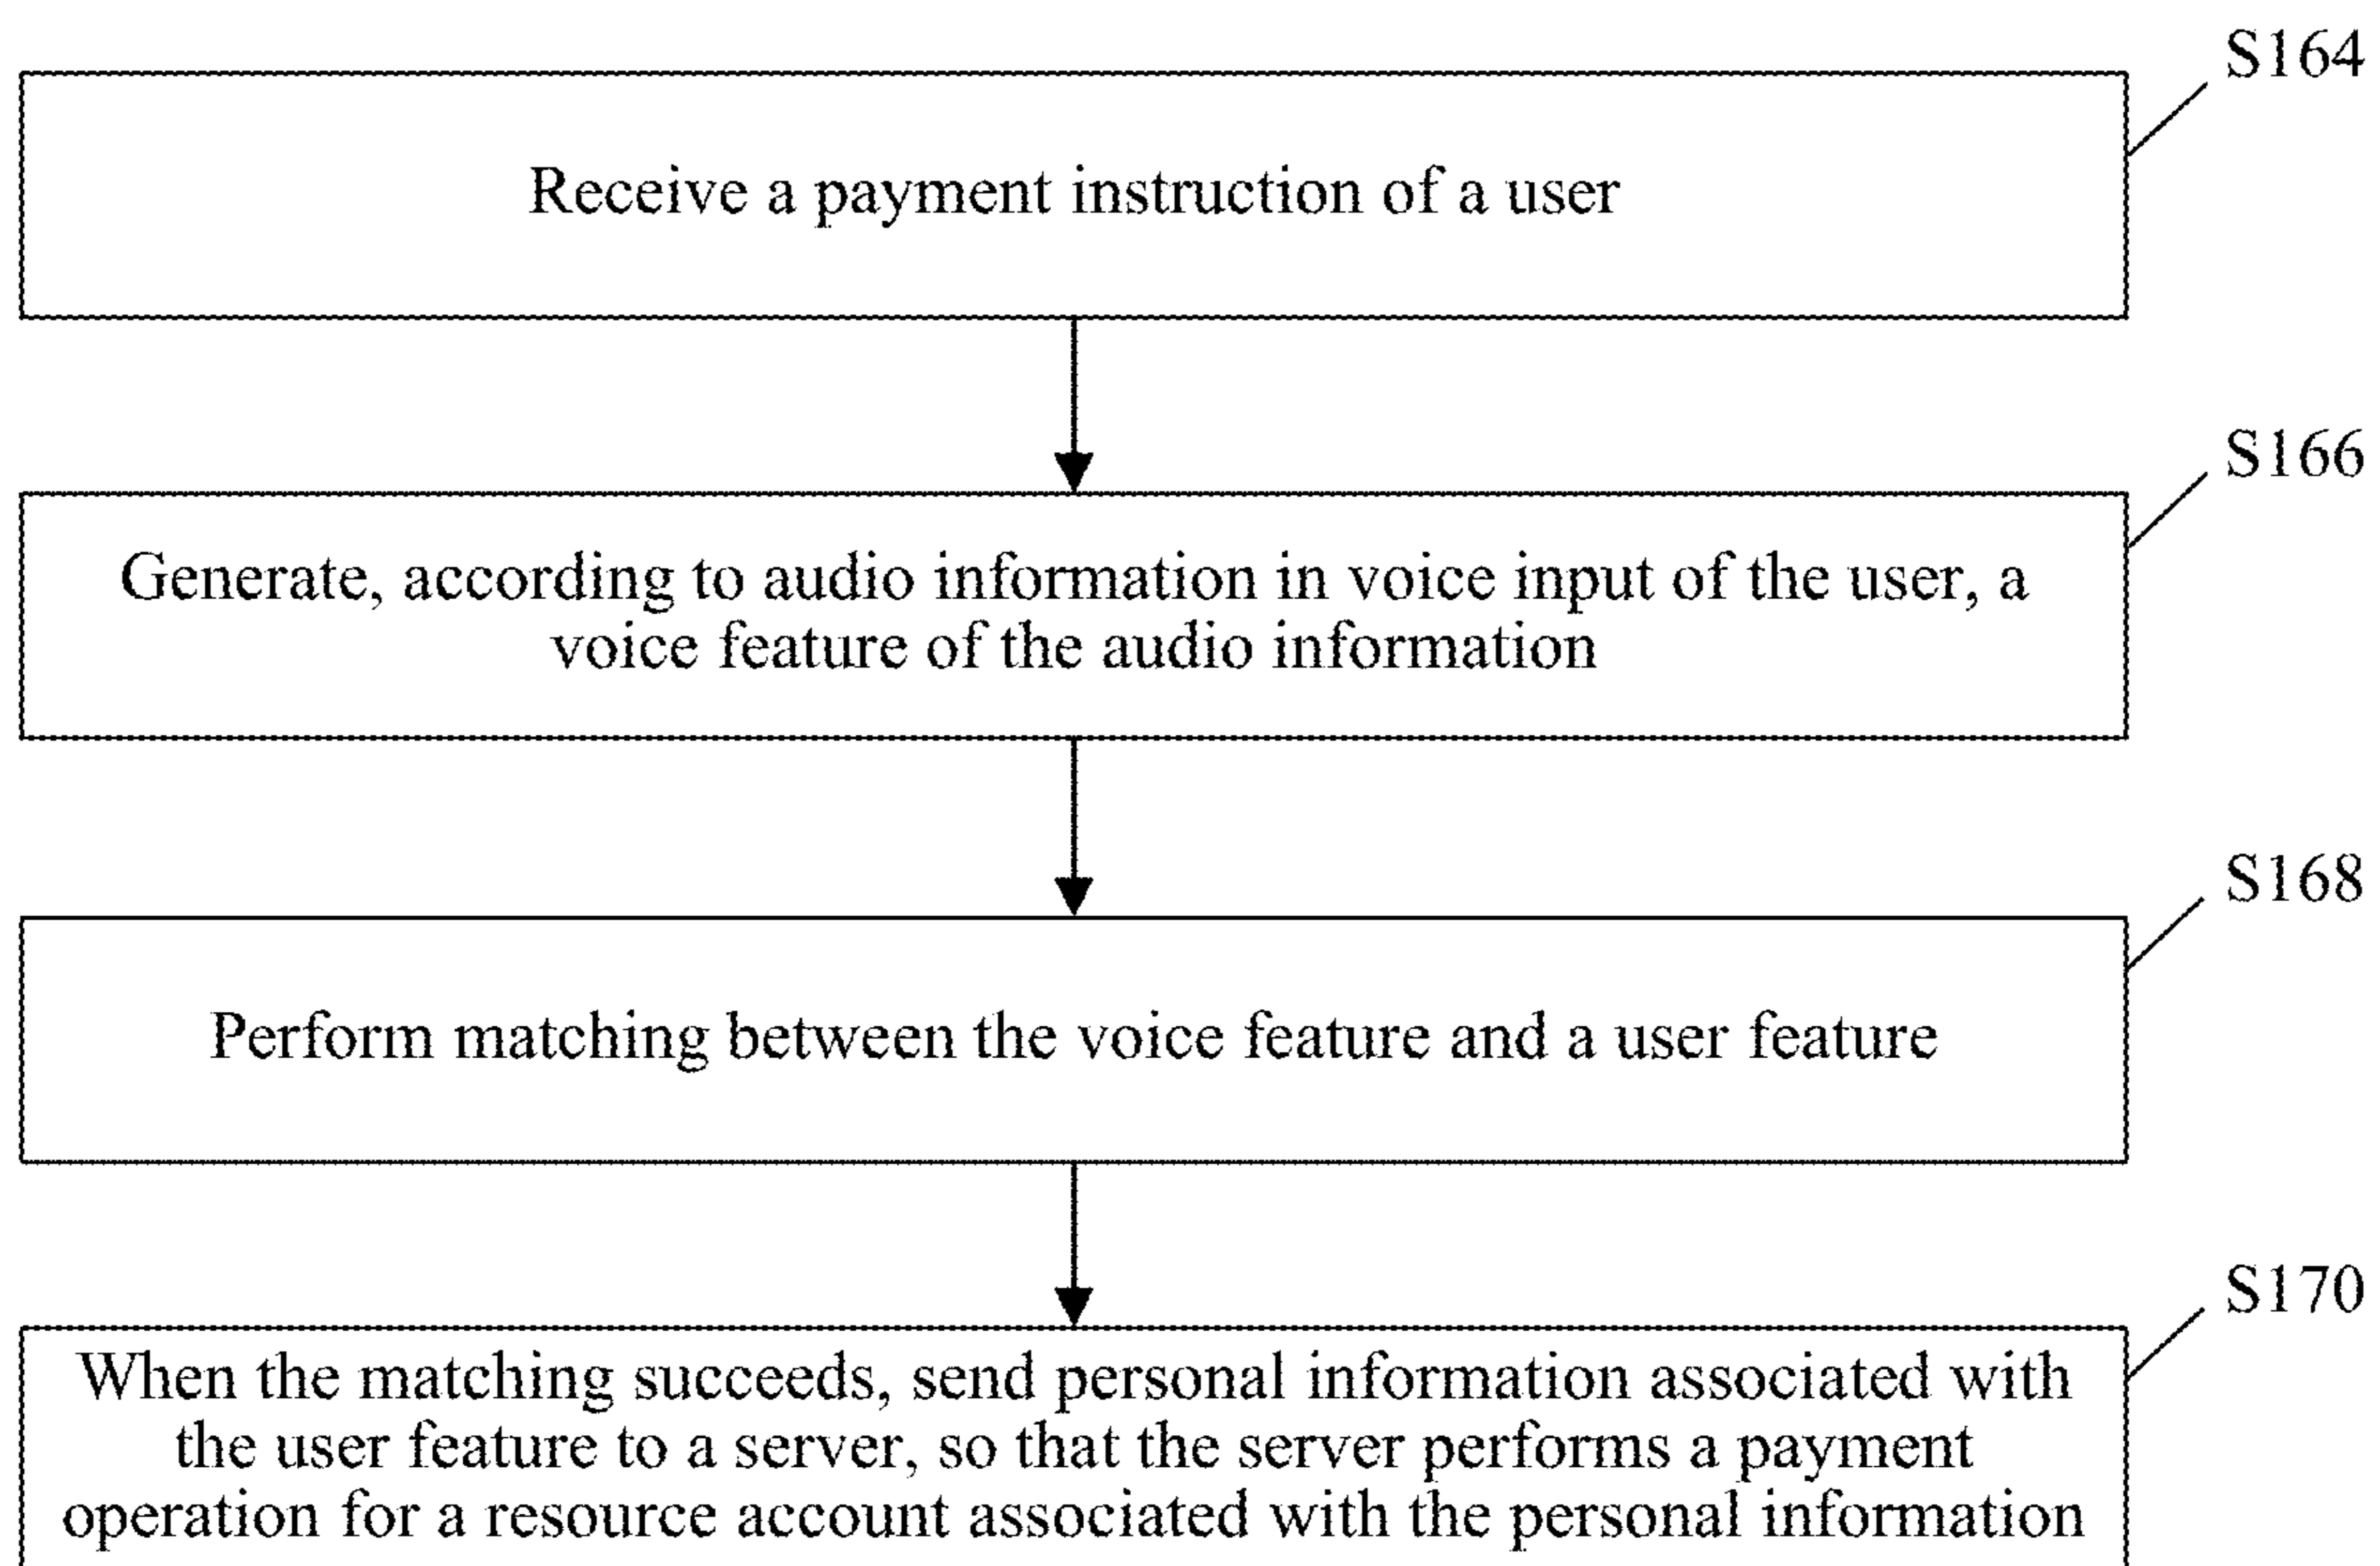 S164
Receive a payment instruction of a user
S166
Generate, according to audio information in voice input of the user, a
voice feature of the audio information
S168
Perform matching between the voice feature and a user feature
S170
When the matching succeeds, send personal information associated with
the user feature to a server, so that the server performs a payment
operation for a resource account associated with the personal information